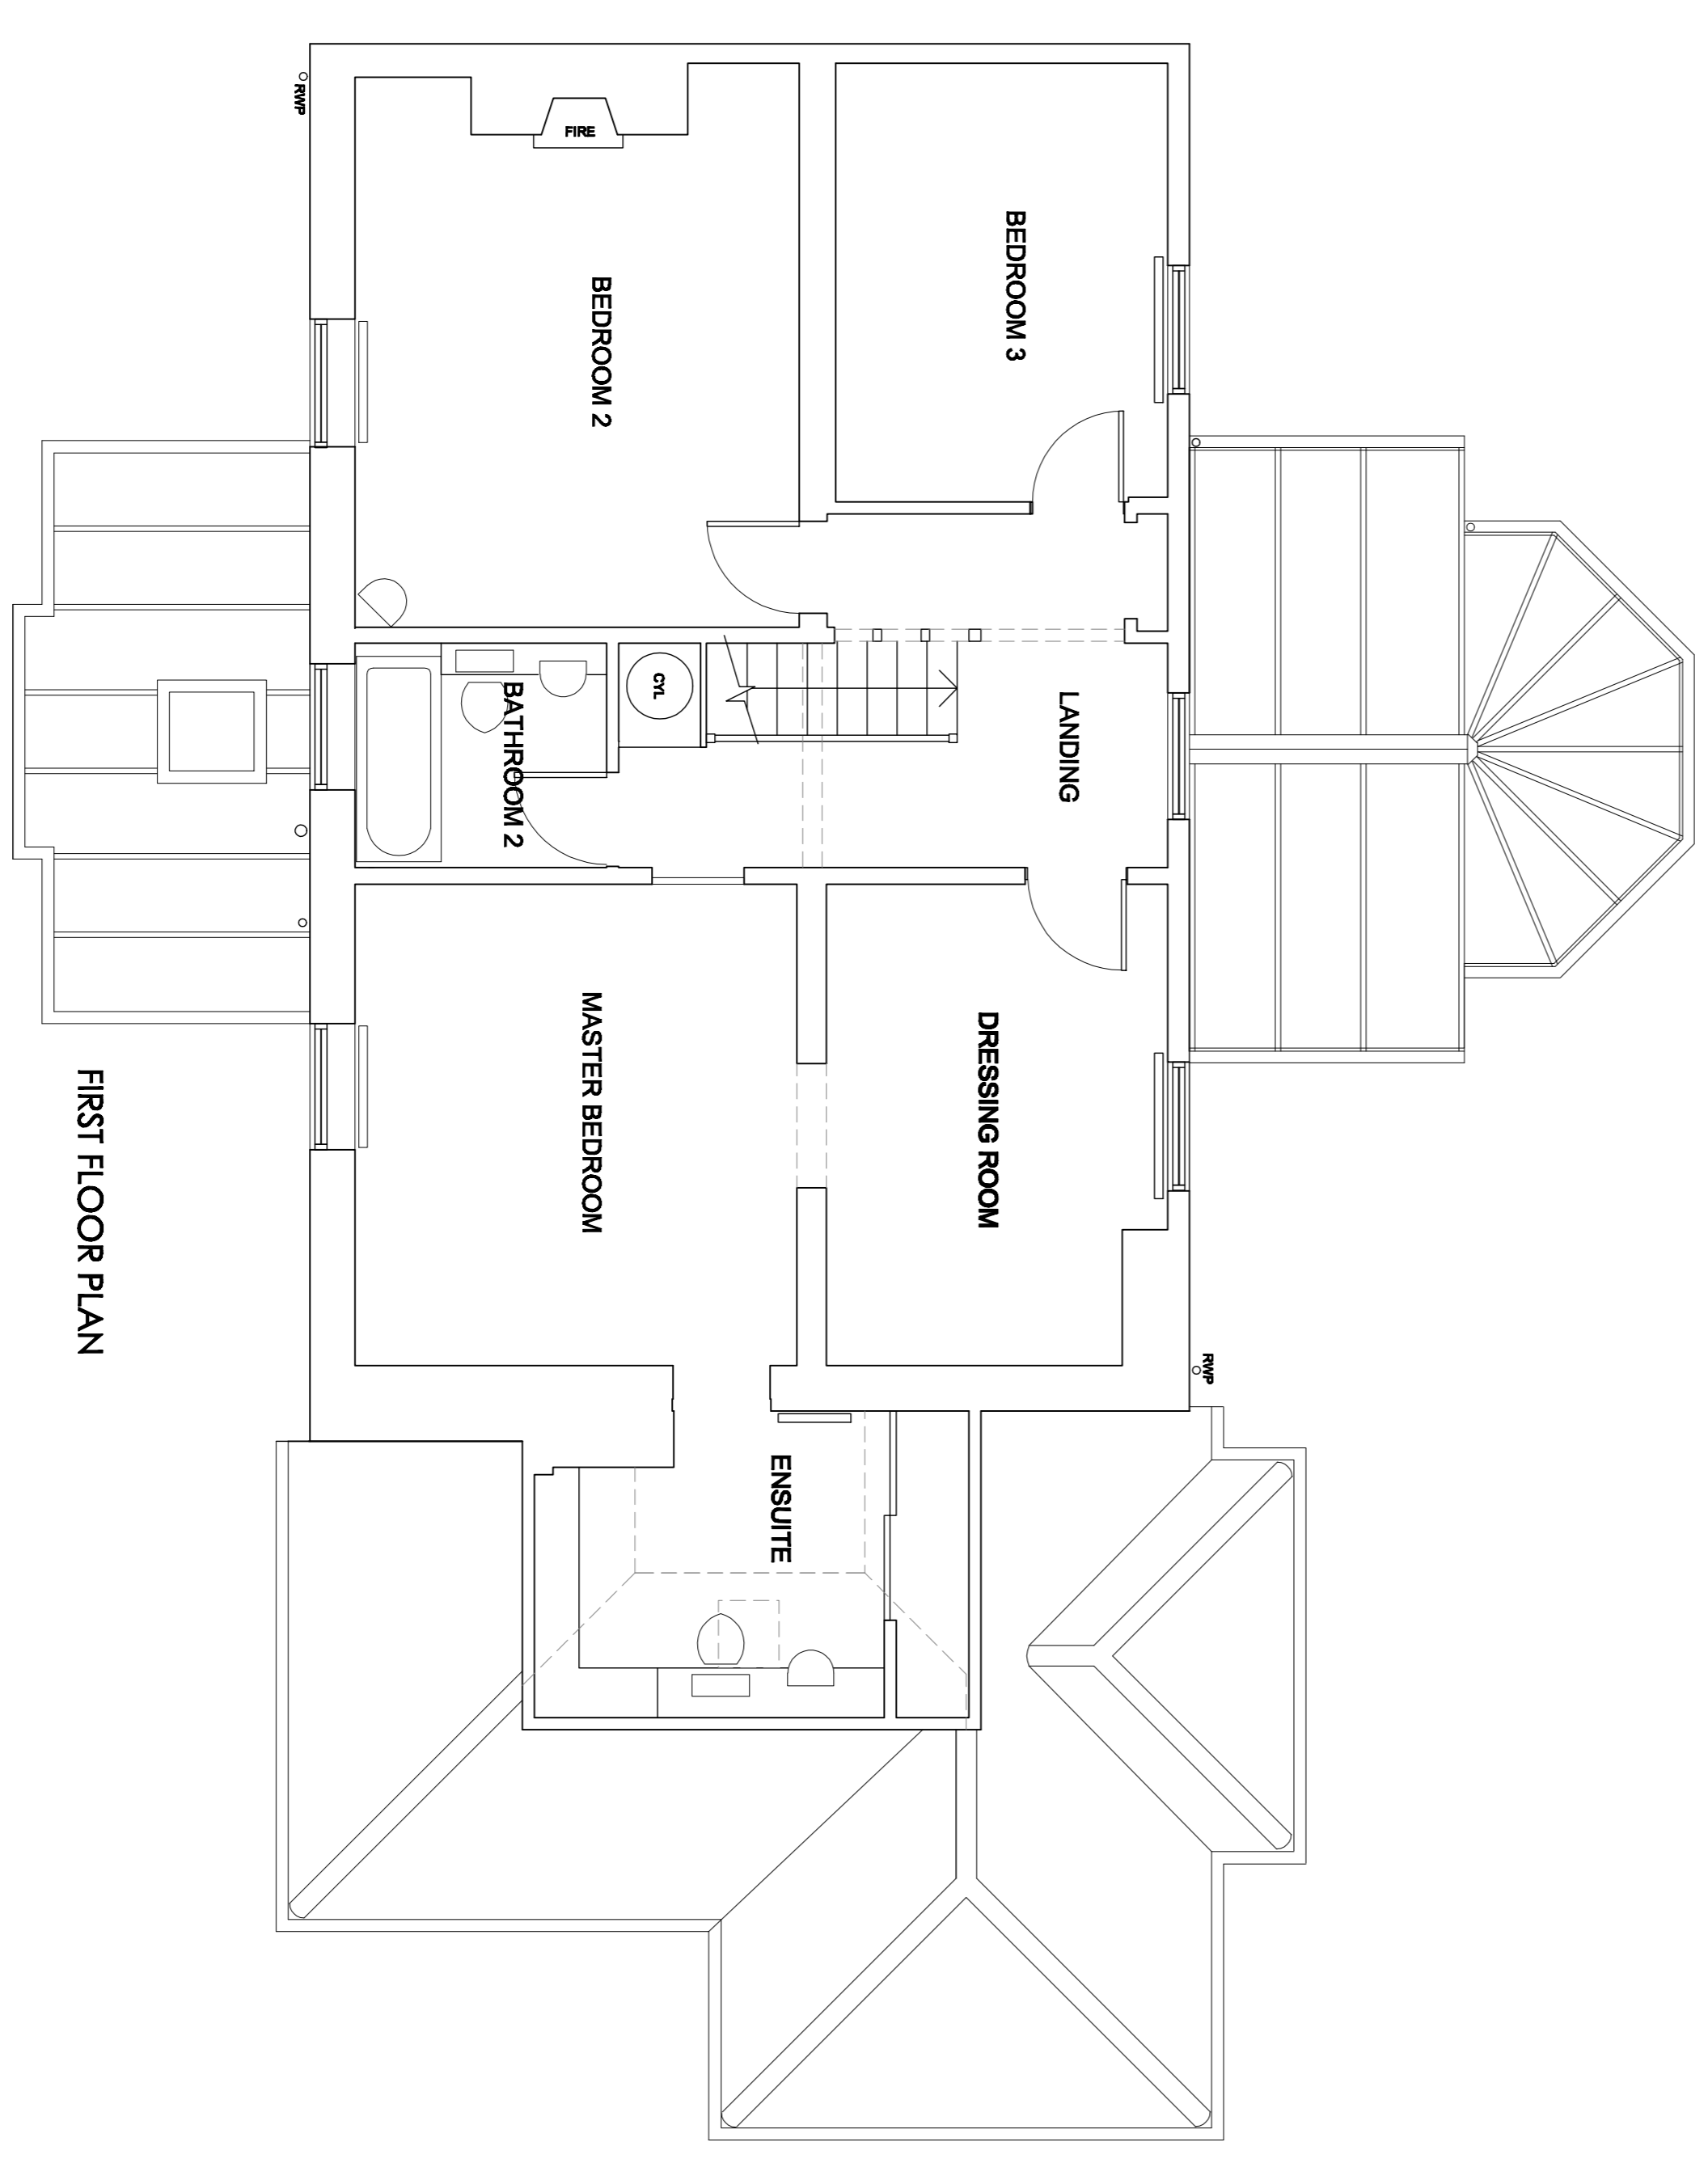 RWP
DRESSING ROOM
LANDING
BEDROOM 3
ENSUITE
MASTER BEDROOM
CYL
BATHROOM 2
BEDROOM 2
FIRE
RWP
FIRST FLOOR PLAN